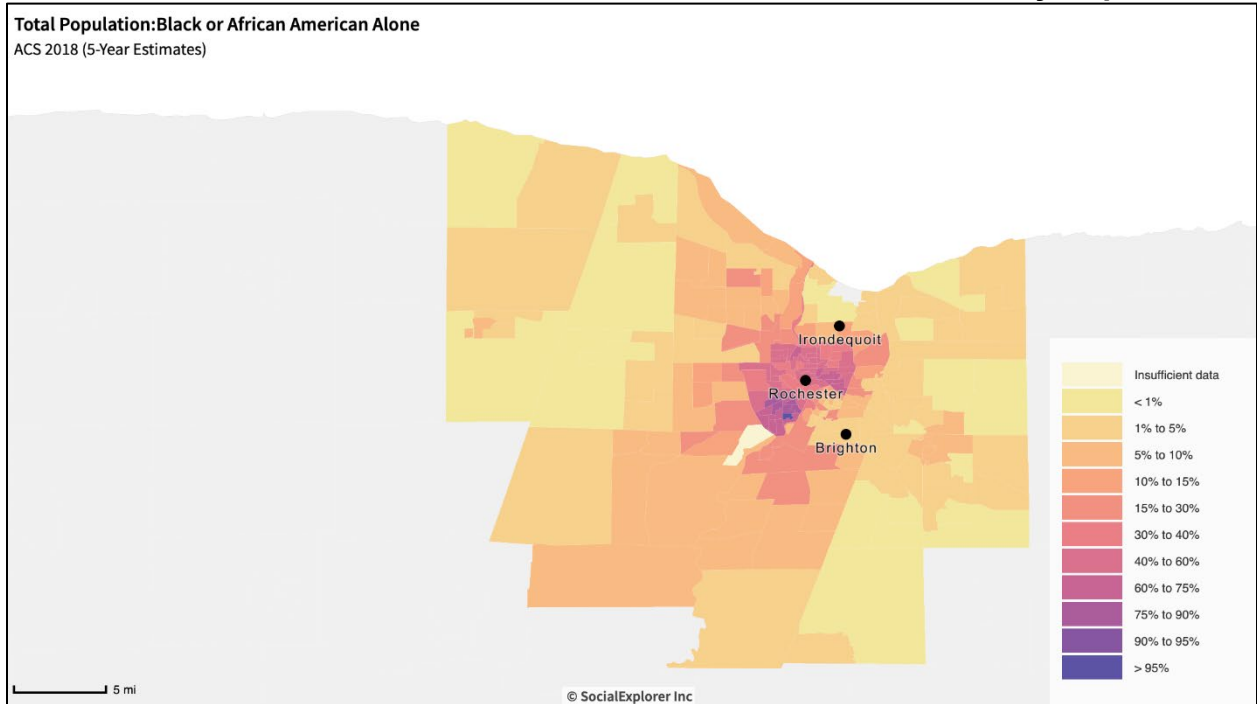 Total Population:Black or African American Alone
ACS 2018 (5-Year Estimates)
Irondequoit
Rochester
Brighton
Insufficient data
< 1%
1% to 5%
5% to 10%
10% to 15%
15% to 30%
30% to 40%
40% to 60%
60% to 75%
75% to 90%
90% to 95%
> 95%
5 mi
© SocialExplorer Inc